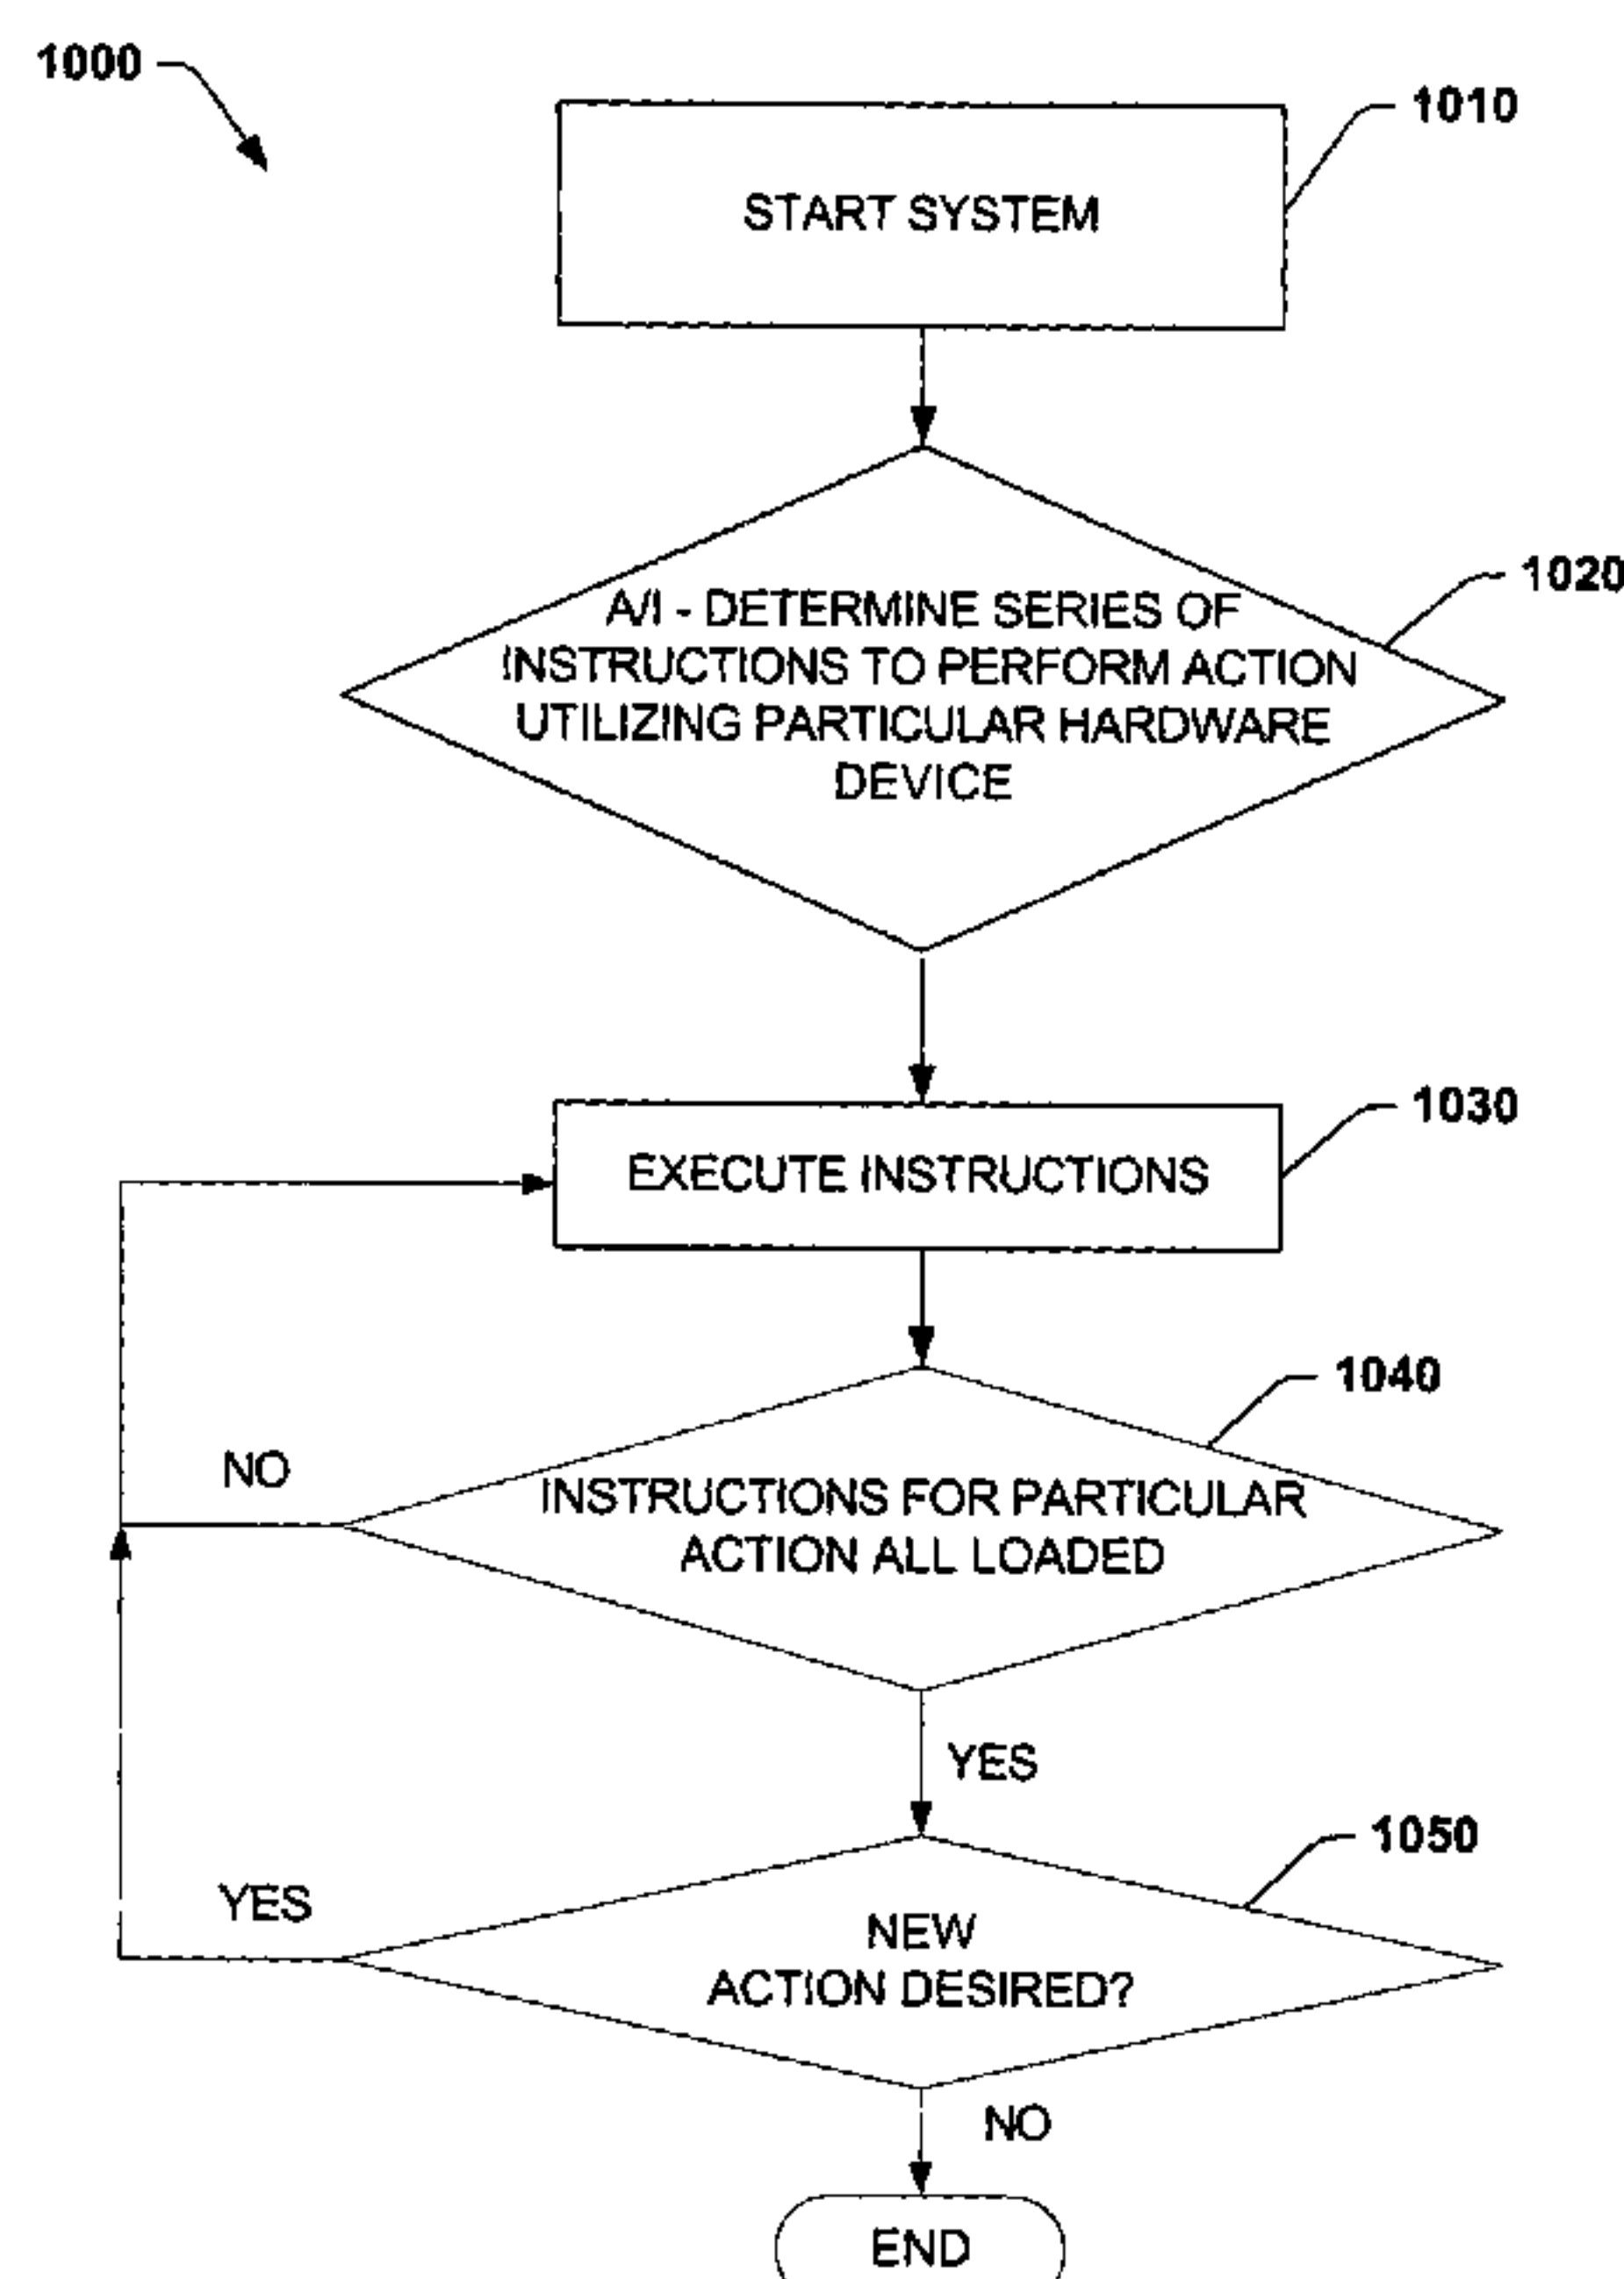 1000
1010
START SYSTEM
1020
A/I - DETERMINE SERIES OF
INSTRUCTIONS TO PERFORM ACTION
UTILIZING PARTICULAR HARDWARE
DEVICE
1030
EXECUTE INSTRUCTIONS
1040
NO
INSTRUCTIONS FOR PARTICULAR
ACTION ALL LOADED
YES
1050
YES
NEW
ACTION DESIRED?
NO
END